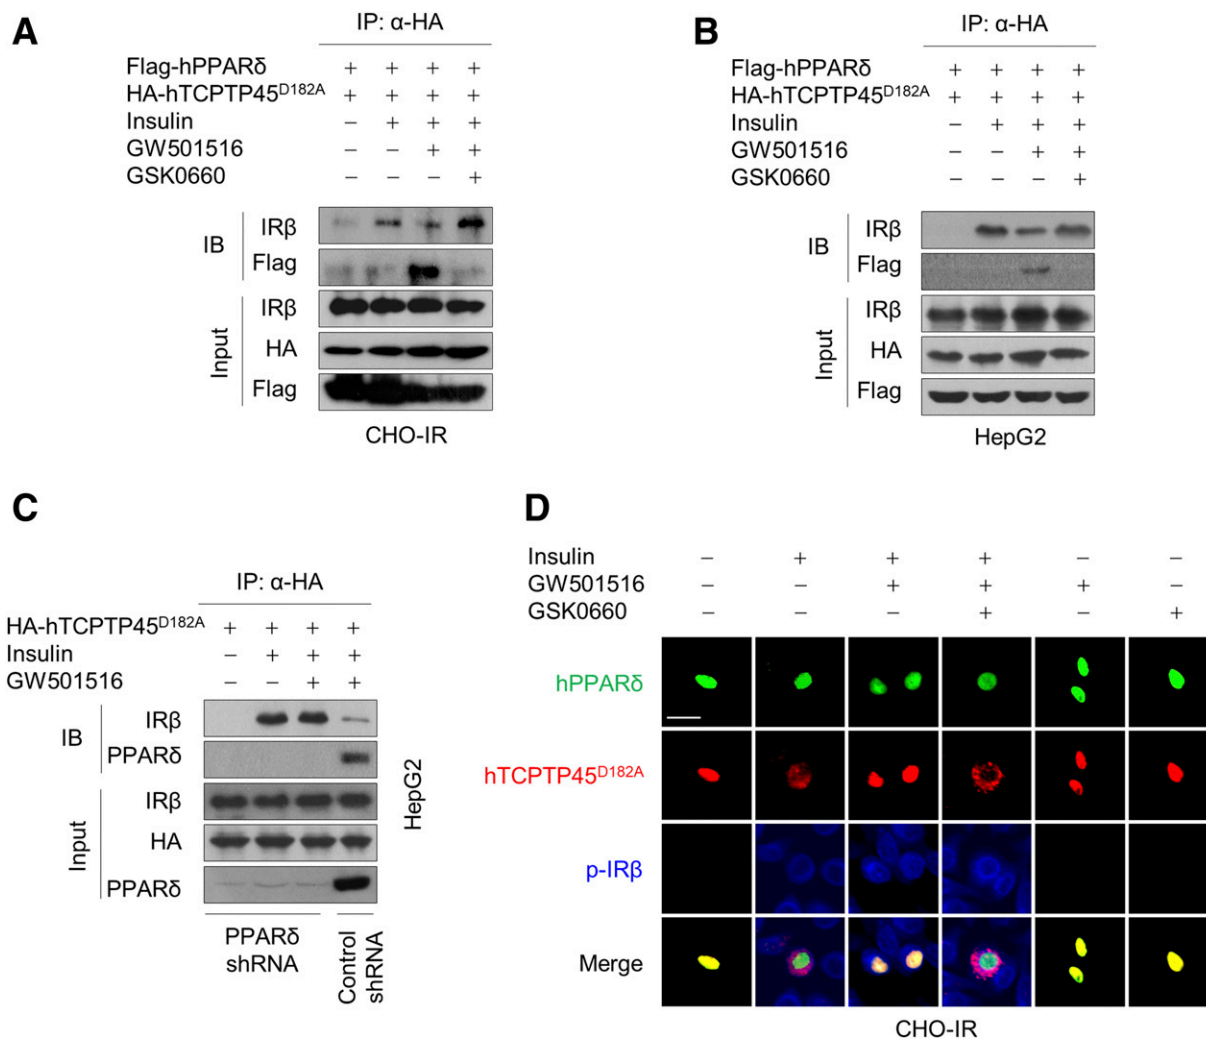 A
IP: α-HA
Flag-hPPARδ + + + +
HA-hTCPTP45D182A + + + +
Insulin − + + +
GW501516 − − + +
GSK0660 − − − +
IB
IRβ
Flag
Input
IRβ
HA
Flag
CHO-IR
B
IP: α-HA
Flag-hPPARδ + + + +
HA-hTCPTP45D182A + + + +
Insulin − + + +
GW501516 − − + +
GSK0660 − − − +
IB
IRβ
Flag
Input
IRβ
HA
Flag
HepG2
C
IP: α-HA
HA-hTCPTP45D182A + + + +
Insulin − + + +
GW501516 − − + +
IB
IRβ
PPARδ
Input
IRβ
HA
PPARδ
HepG2
PPARδ
shRNA
Control
shRNA
D
Insulin − + + + − −
GW501516 − − + + + −
GSK0660 − − − + − +
hPPARδ
hTCPTP45D182A
p-IRβ
Merge
CHO-IR